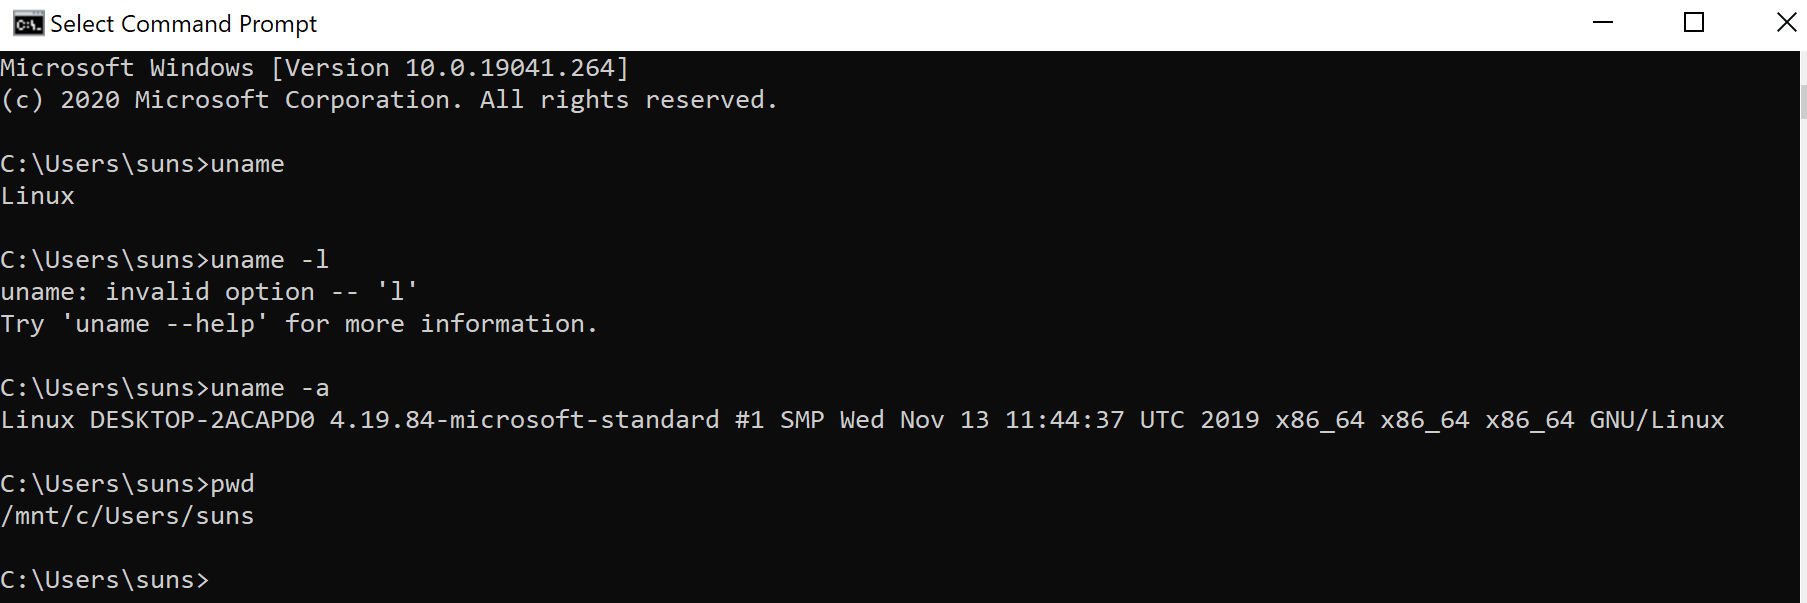 Select Command Prompt
Microsoft Windows [Version 10.0.19041.264]
(c) 2020 Microsoft Corporation. All rights reserved.
C:\Users\suns>uname
Linux
C:\Users\suns>uname -l
uname: invalid option -- 'l'
Try 'uname --help' for more information.
C:\Users\suns>uname -a
Linux DESKTOP-2ACAPD0 4.19.84-microsoft-standard #1 SMP Wed Nov 13 11:44:37 UTC 2019 x86_64 x86_64 x86_64 GNU/Linux
C:\Users\suns>pwd
/mnt/c/Users/suns
C:\Users\suns>